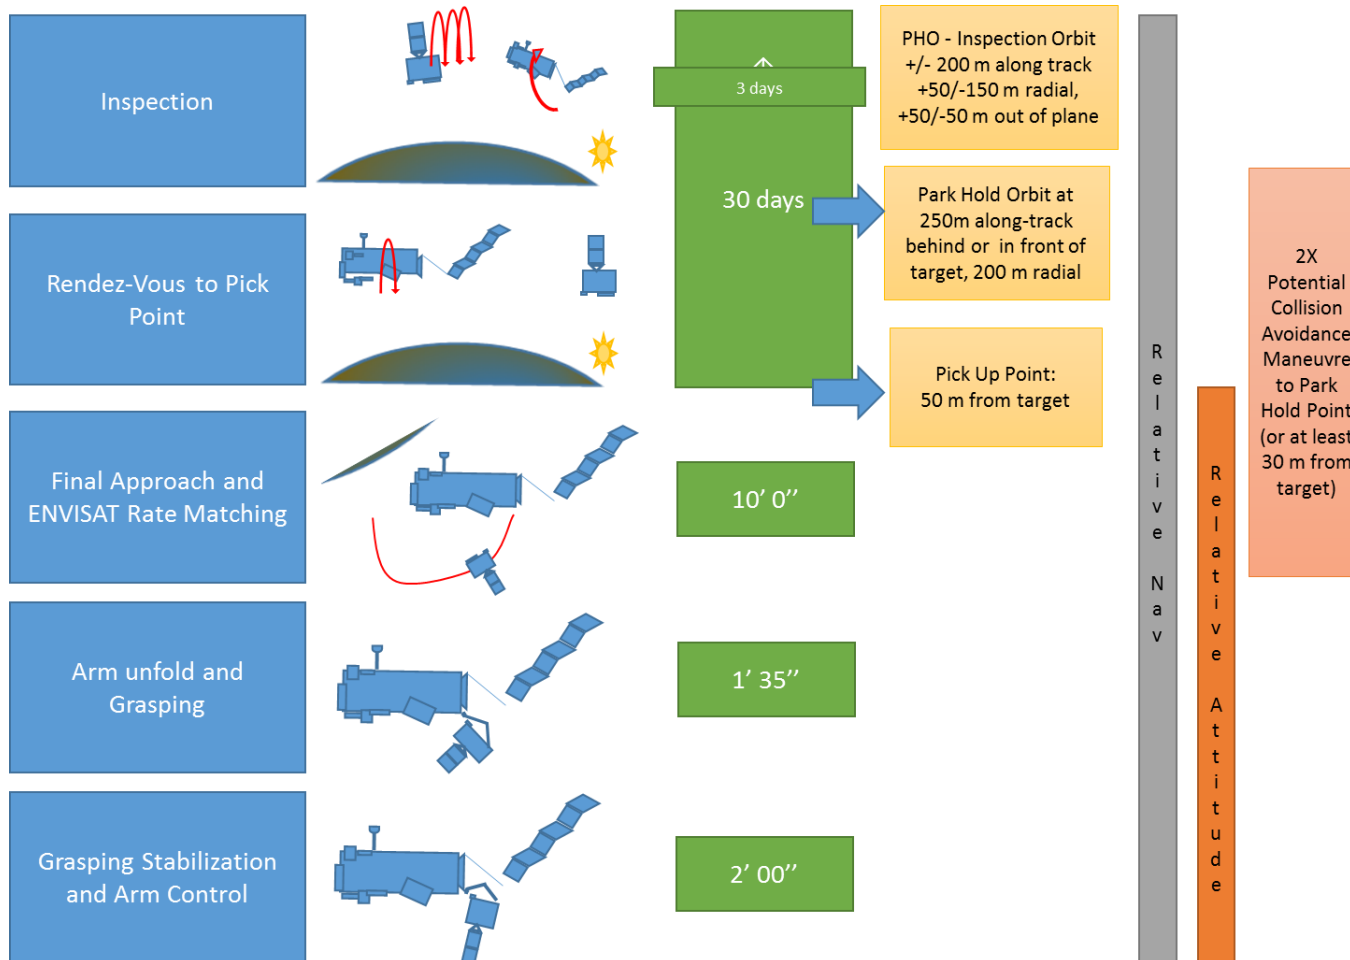 Inspection
3 days
30 days
PHO - Inspection Orbit
+/- 200 m along track
+50/-150 m radial,
+50/-50 m out of plane
Park Hold Orbit at
250m along-track
behind or in front of
target, 200 m radial
Rendez-Vous to Pick
Point
Pick Up Point:
50 m from target
Final Approach and
ENVISAT Rate Matching
10’ 0’’
Arm unfold and
Grasping
1’ 35’’
Grasping Stabilization
and Arm Control
2’ 00’’
Relative Nav
Relative Attitude
2X
Potential
Collision
Avoidance
Maneuvre
to Park
Hold Point
(or at least
30 m from
target)